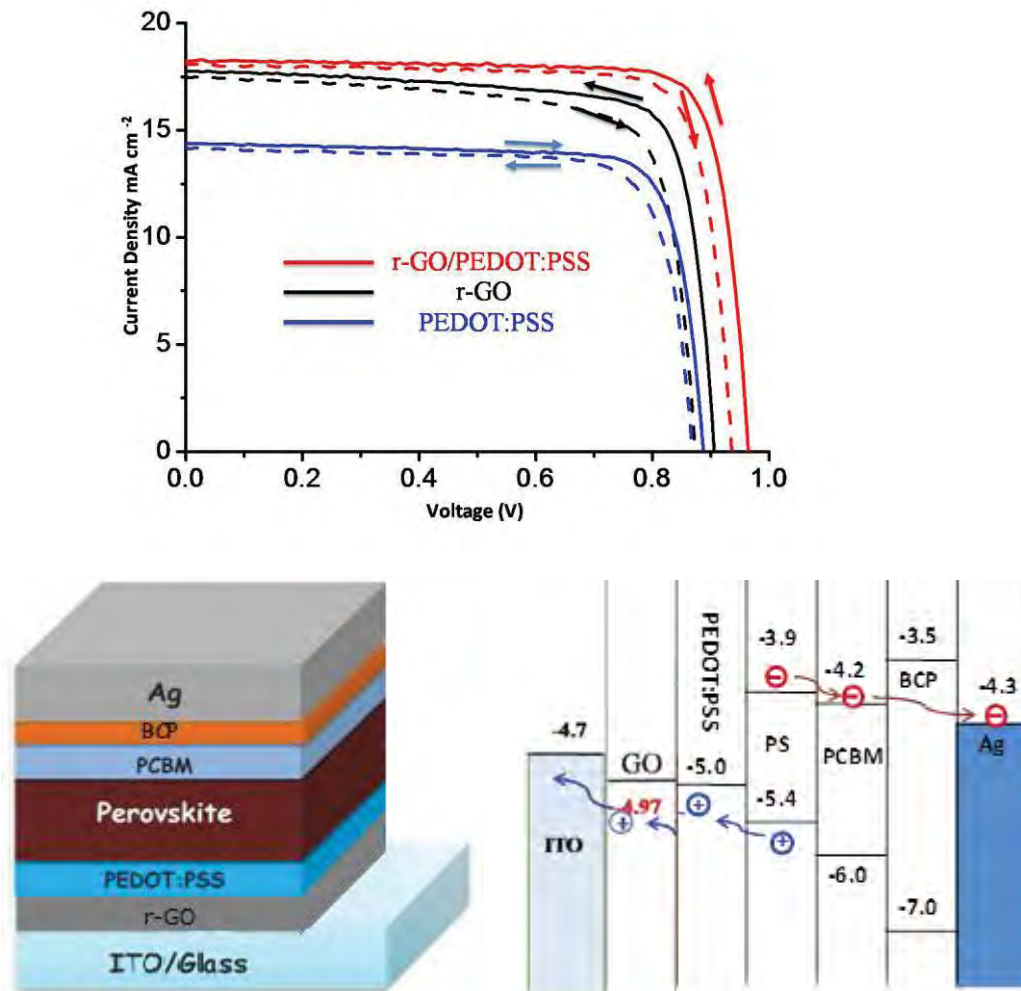 20
15
10
5
0
Current Density mA cm⁻²
r-GO/PEDOT:PSS
r-GO
PEDOT:PSS
0.0
0.2
0.4
0.6
0.8
1.0
Voltage (V)
Ag
BCP
PCBM
Perovskite
PEDOT:PSS
r-GO
ITO/Glass
-4.7
ITO
GO
-4.97
PEDOT:PSS
-5.0
-3.9
PS
-5.4
-4.2
PCBM
-6.0
-3.5
BCP
-7.0
-4.3
Ag